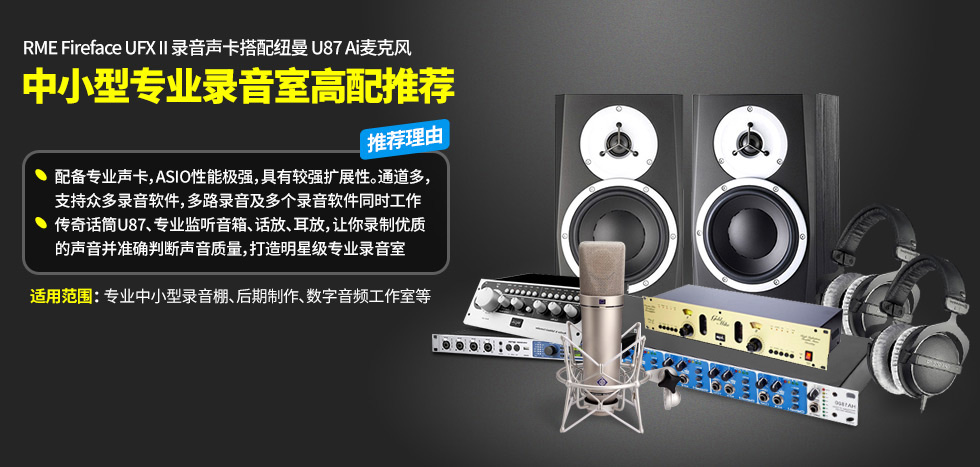 RME Fireface UFX II 录音声卡搭配纽曼 U87 Ai麦克风
中小型专业录音室高配推荐
推荐理由
配备专业声卡，ASIO性能极强，具有较强扩展性。通道多，
支持众多录音软件，多路录音及多个录音软件同时工作
传奇话筒U87、专业监听音箱、话放、耳放，让你录制优质
的声音并准确判断声音质量，打造明星级专业录音室
适用范围：专业中小型录音棚、后期制作、数字音频工作室等